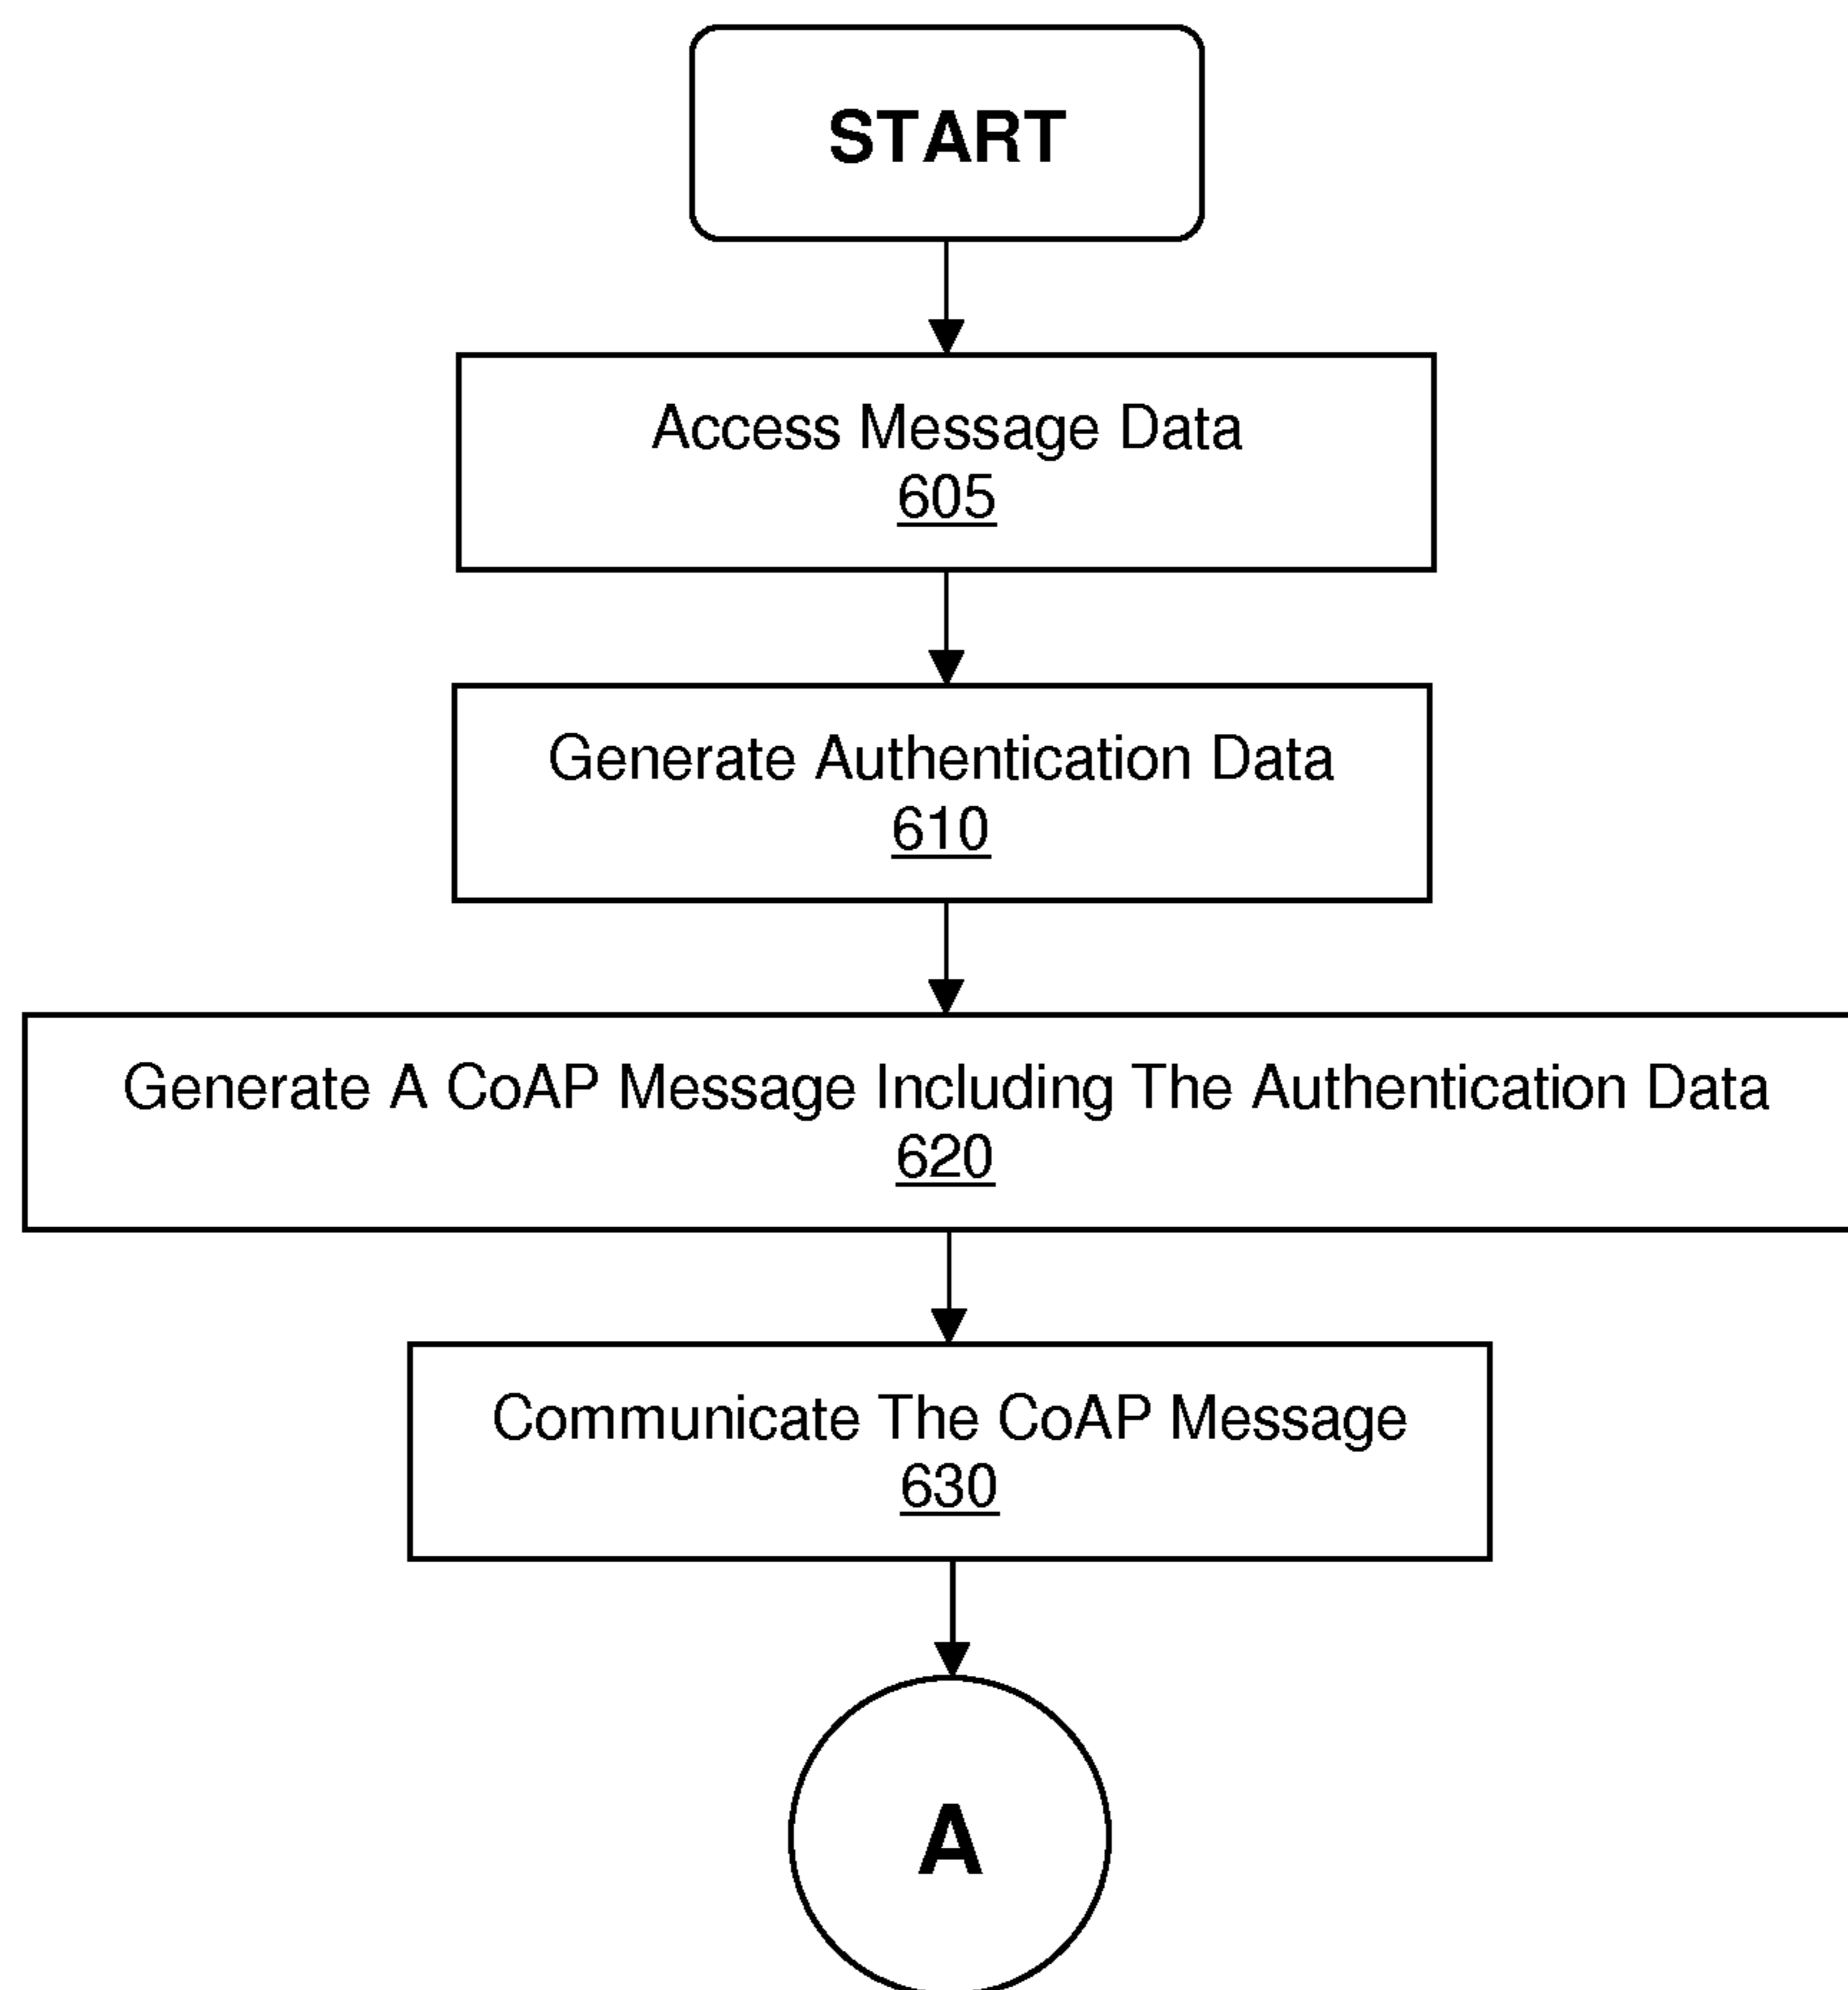 START
Access Message Data
605
Generate Authentication Data
610
Generate A CoAP Message Including The Authentication Data
620
Communicate The CoAP Message
630
A